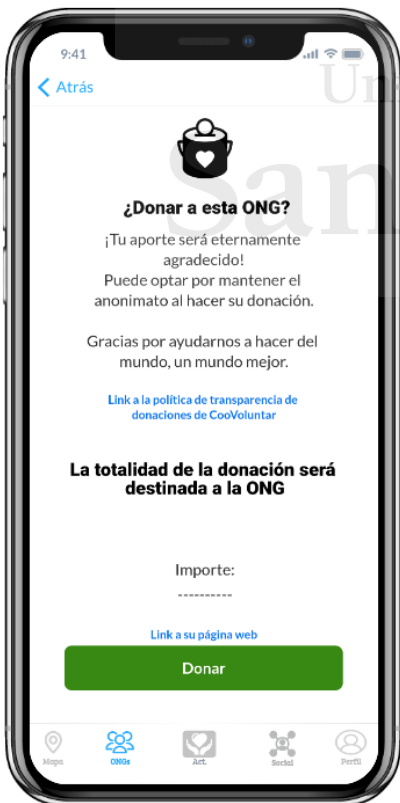 9:41
Atrás
Un
San
¿Donar a esta ONG?
¡Tu aporte será eternamente
agradecido!
Puede optar por mantener el
anonimato al hacer su donación.
Gracias por ayudarnos a hacer del
mundo, un mundo mejor.
Link a la política de transparencia de
donaciones de CooVoluntar
La totalidad de la donación será
destinada a la ONG
Importe:
----------
Link a su página web
Donar
Mapa ONGs Act. Social Perfil